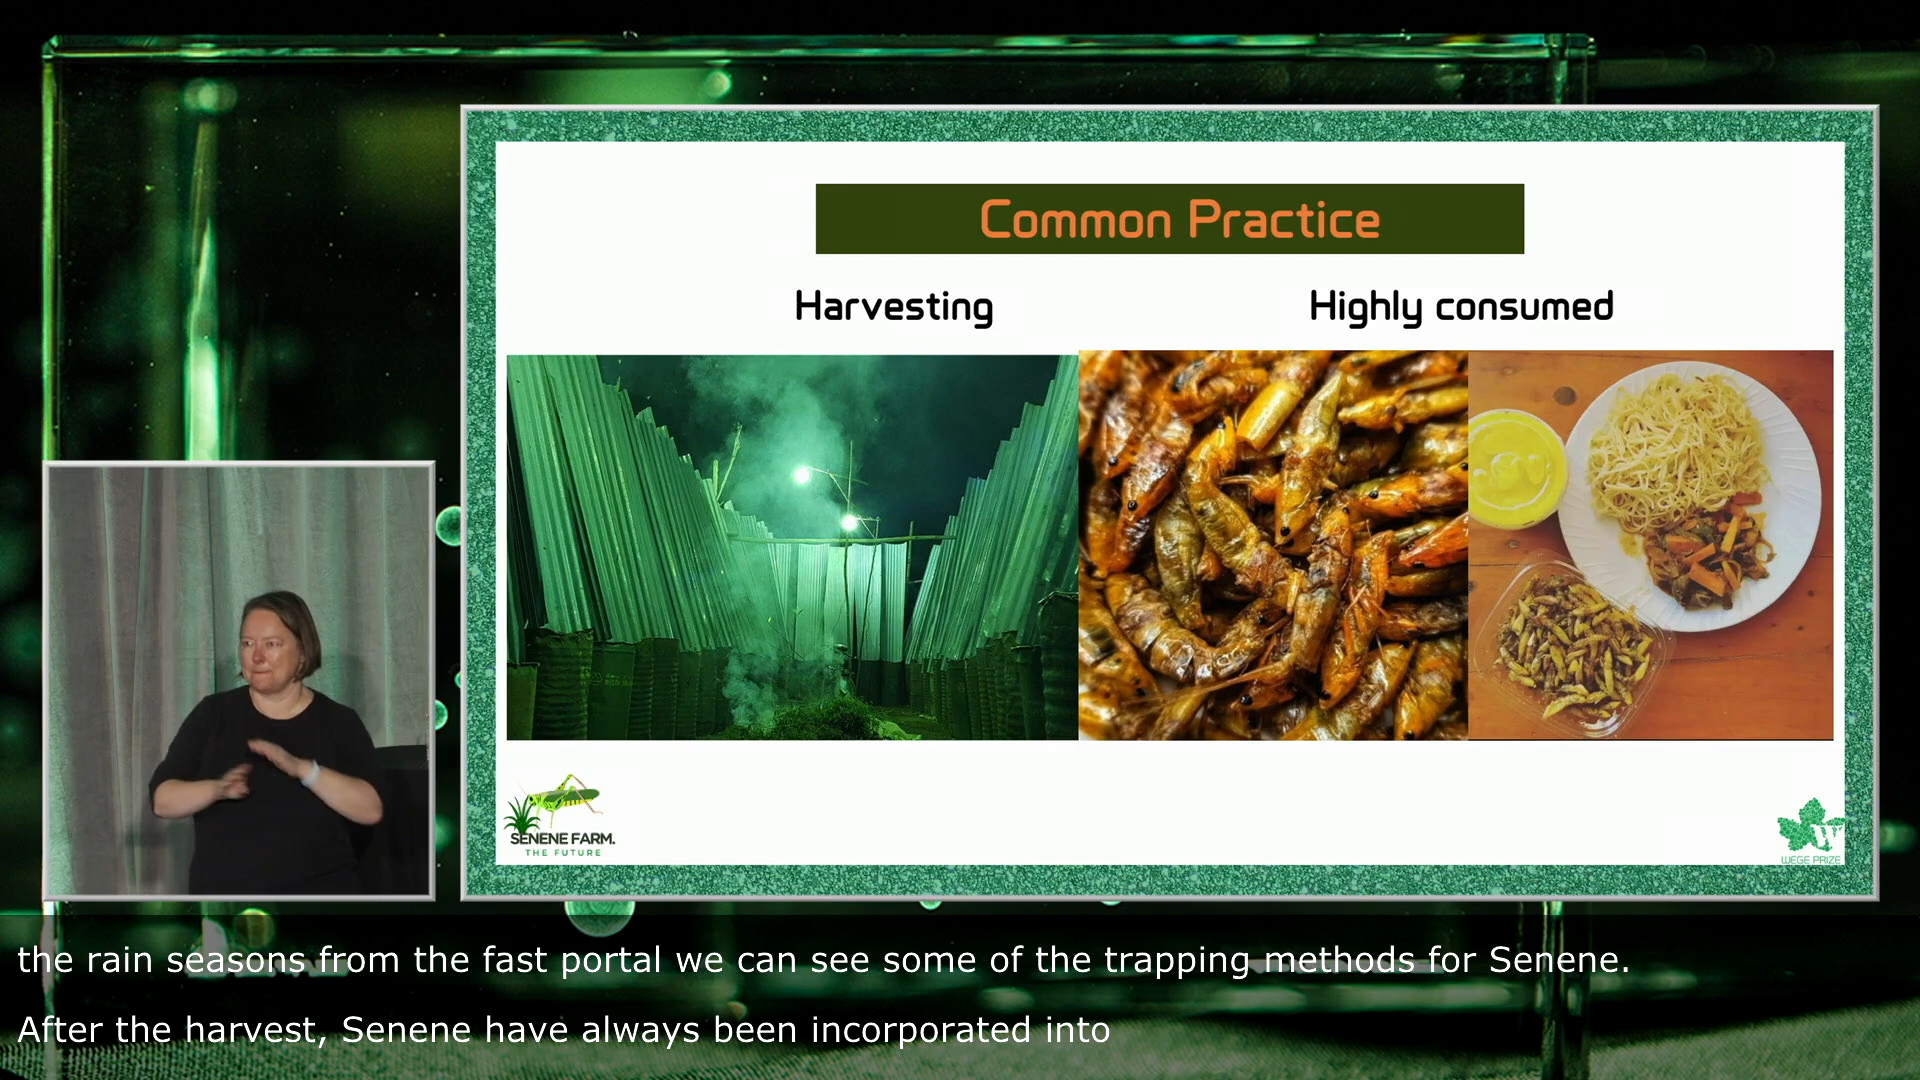 Common Practice
Harvesting
Highly consumed
SENENE FARM.
THE FUTURE
W
WEGE PRIZE
the rain seasons from the fast portal we can see some of the trapping methods for Senene.
After the harvest, Senene have always been incorporated into